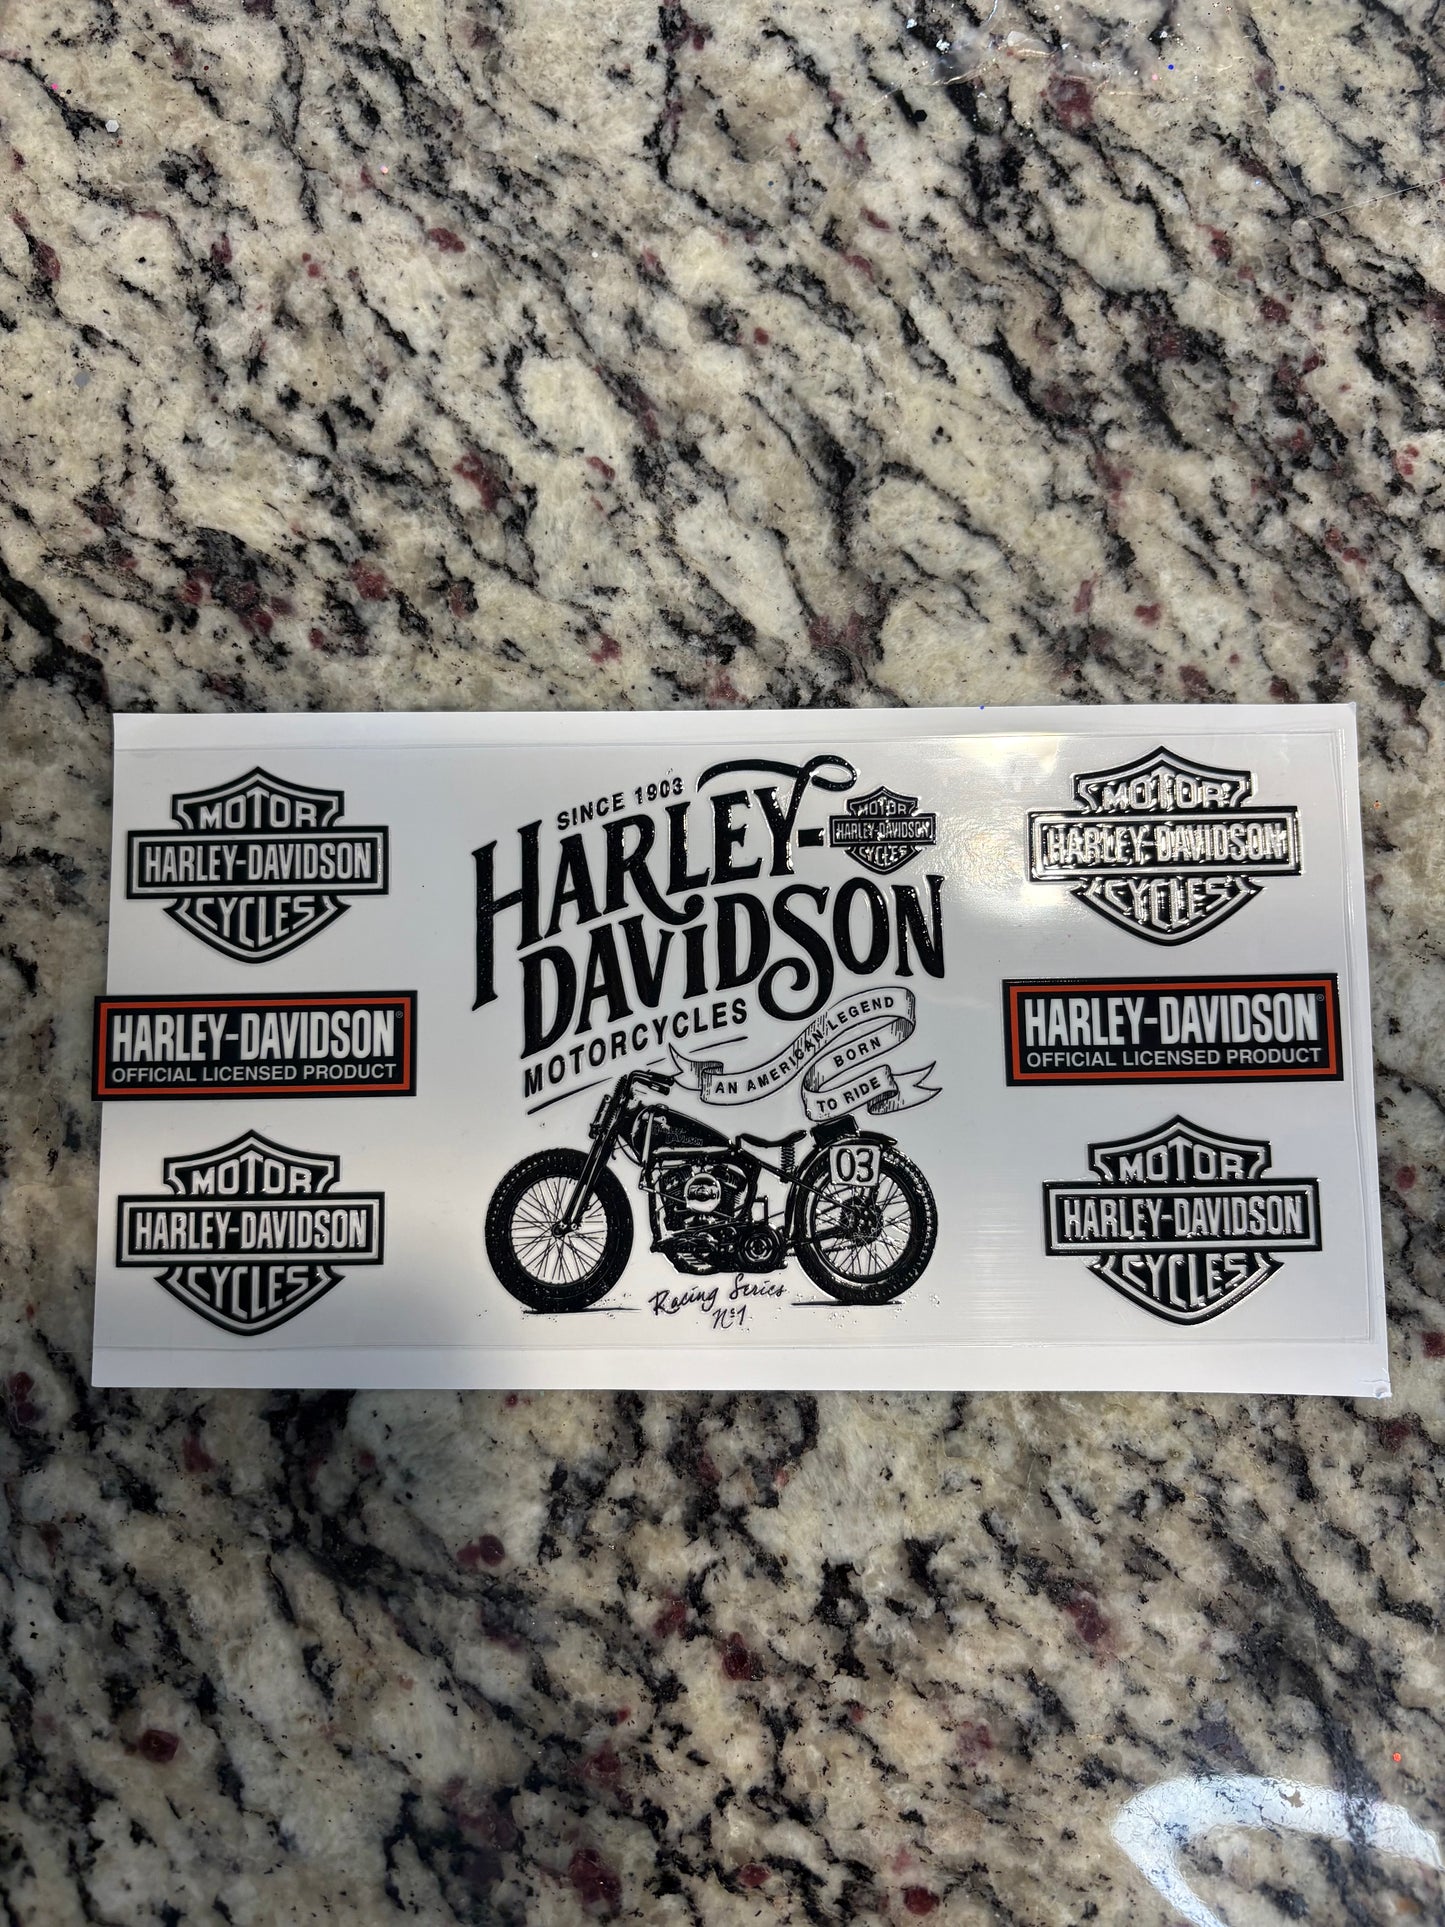 MOTOR
HARLEY-DAVIDSON
CYCLES
HARLEY-DAVIDSON®
OFFICIAL LICENSED PRODUCT
MOTOR
HARLEY-DAVIDSON
CYCLES
SINCE 1903
HARLEY-
DAVIDSON
MOTORCYCLES
MOTOR
HARLEY-DAVIDSON
CYCLES
AN AMERICAN LEGEND
BORN
TO RIDE
HARLEY
DAVIDSON
03
Racing Series
Nº1
MOTOR
HARLEY-DAVIDSON
CYCLES
HARLEY-DAVIDSON®
OFFICIAL LICENSED PRODUCT
MOTOR
HARLEY-DAVIDSON
CYCLES